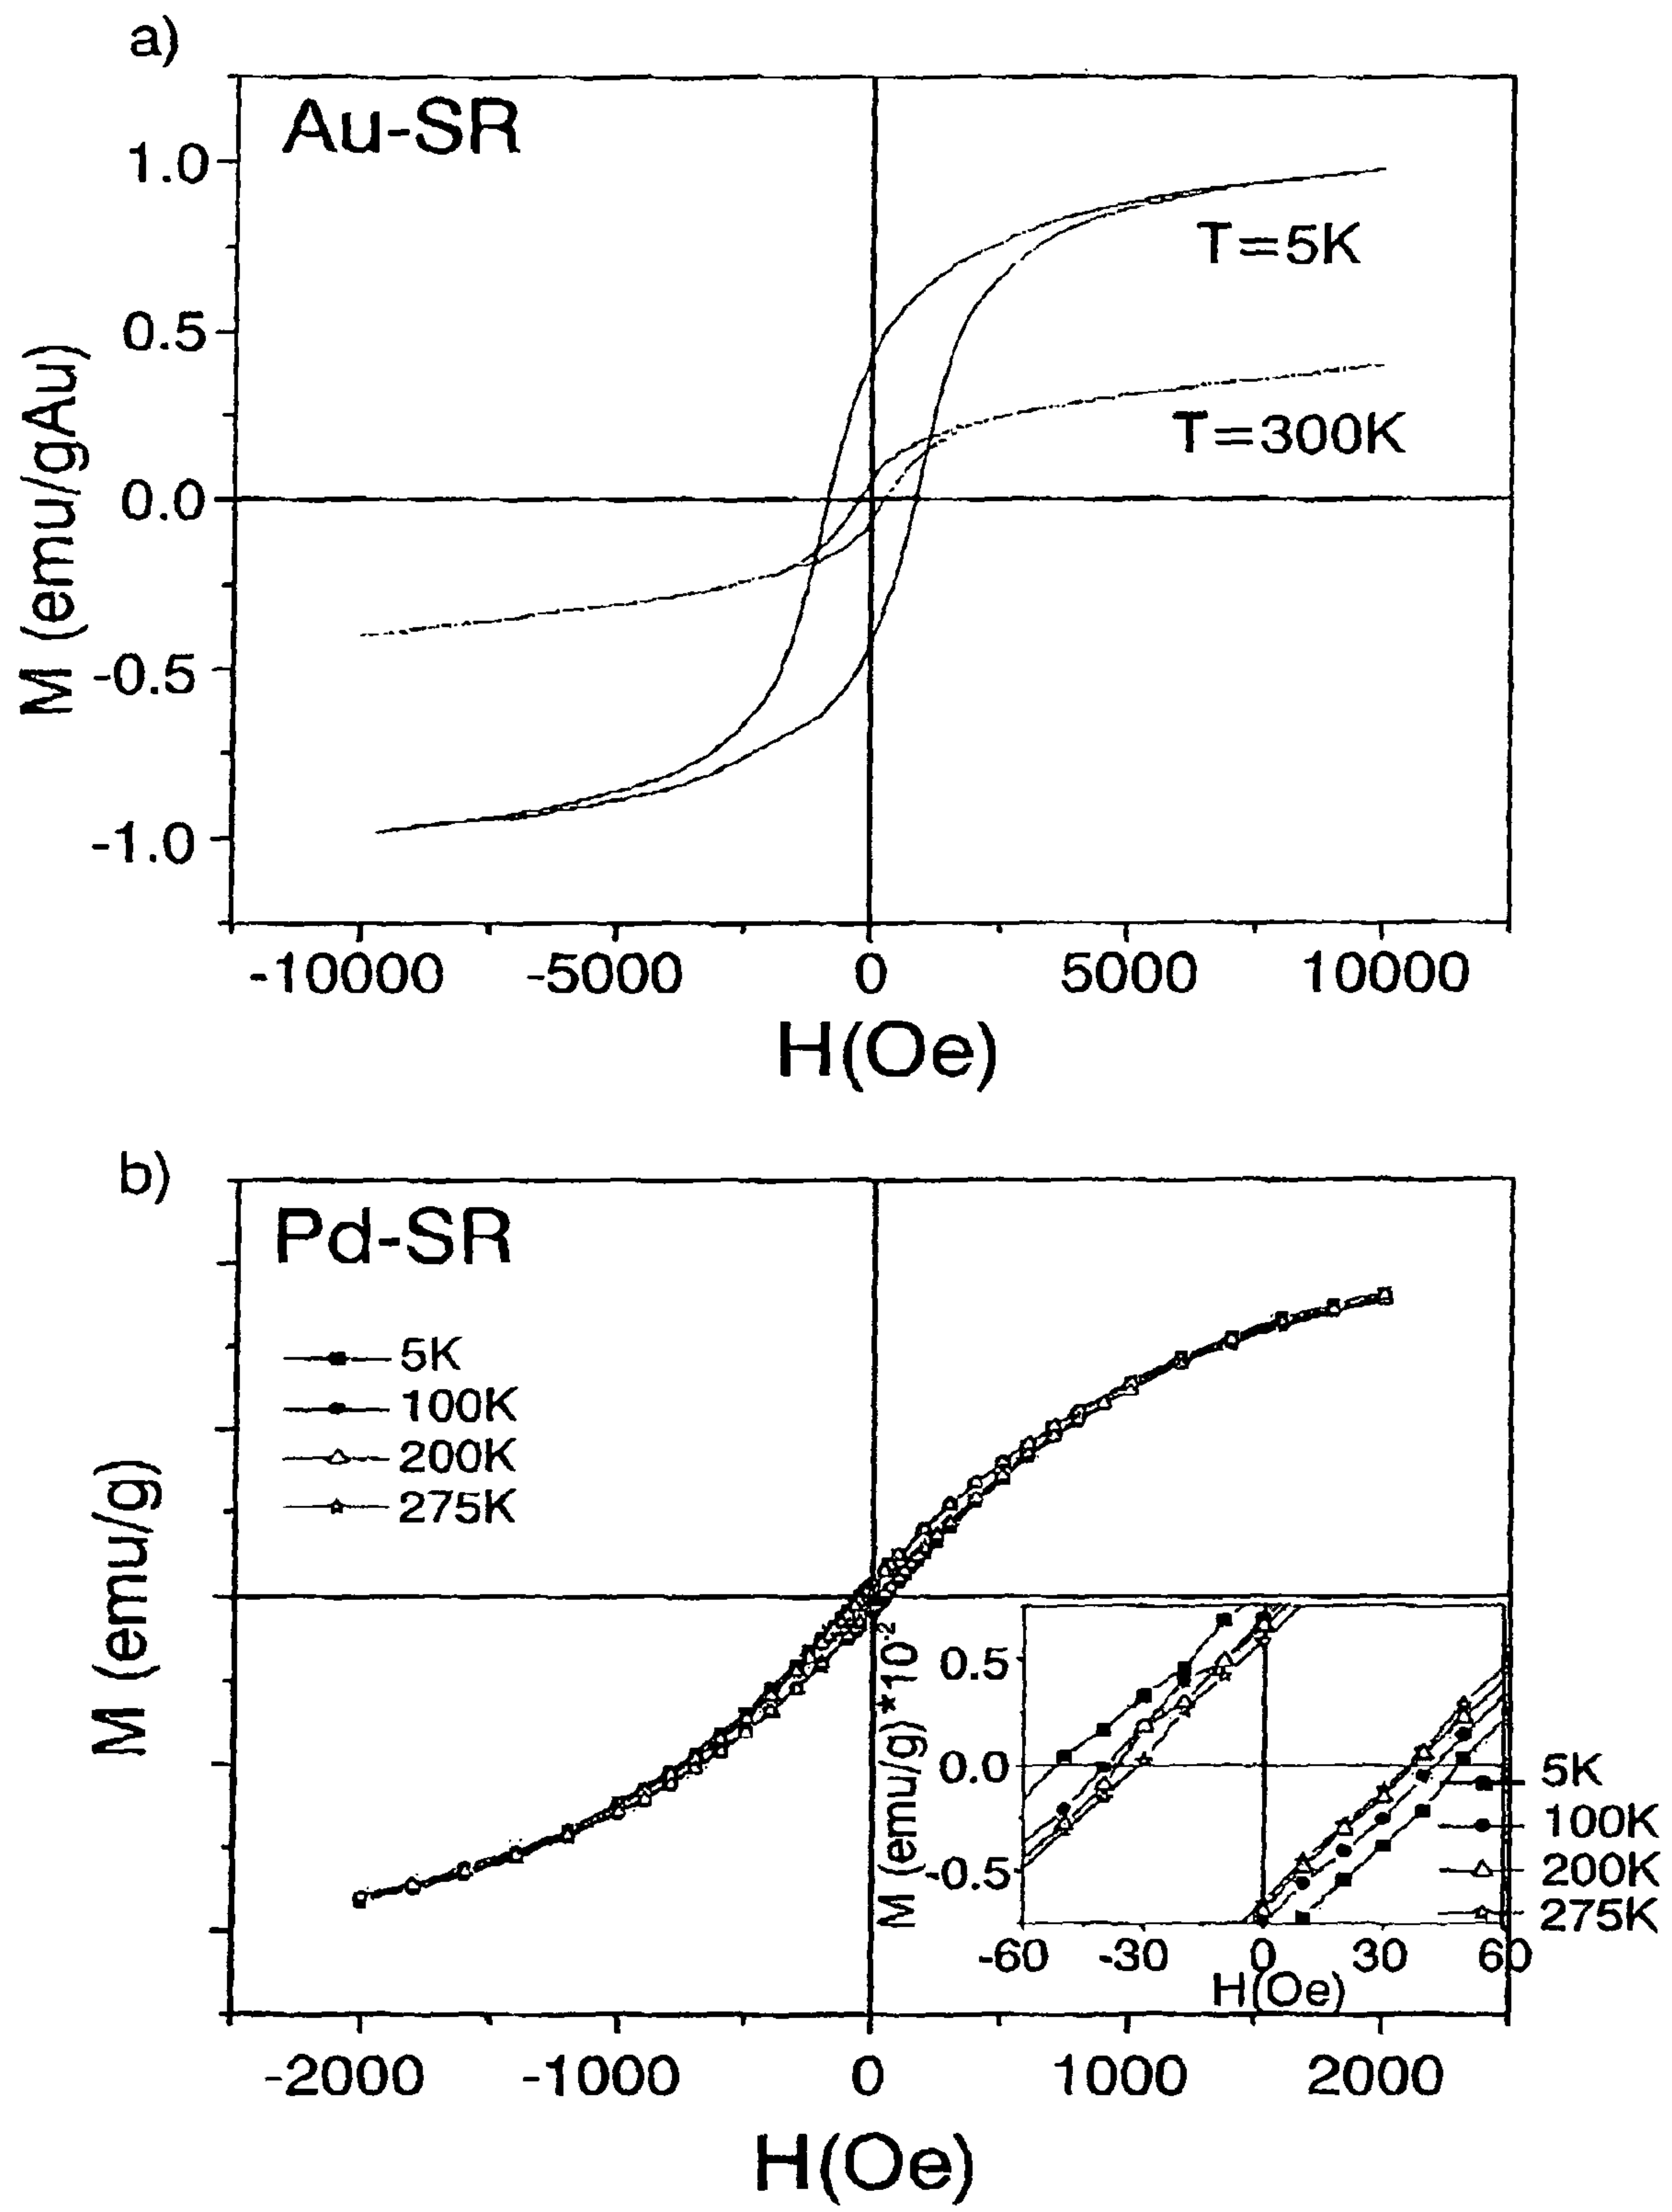 a)
Au-SR
1.0
T=5K
0.5
T=300K
0.0
-0.5
-1.0
M (emu/gAu)
-10000 -5000 0 5000 10000
H(Oe)
b)
Pd-SR
5K
100K
200K
275K
M (emu/g)
M (emu/g)*10-2
0.5
0.0
-0.5
5K
100K
200K
275K
-60 -30 0 30 60
H(Oe)
-2000 -1000 0 1000 2000
H(Oe)